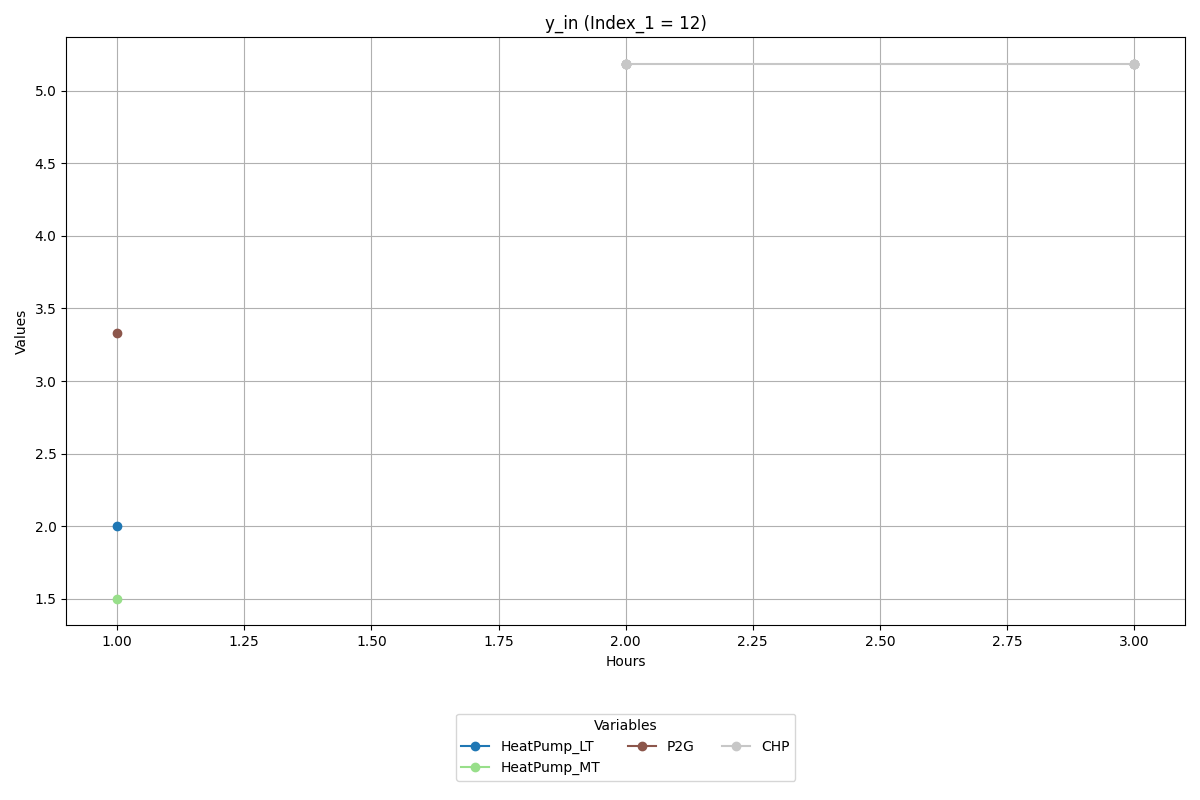 y_in (Index_1 = 12)
Values
5.0
4.5
4.0
3.5
3.0
2.5
2.0
1.5
1.00 1.25 1.50 1.75 2.00 2.25 2.50 2.75 3.00
Hours
Variables
HeatPump_LT P2G CHP
HeatPump_MT